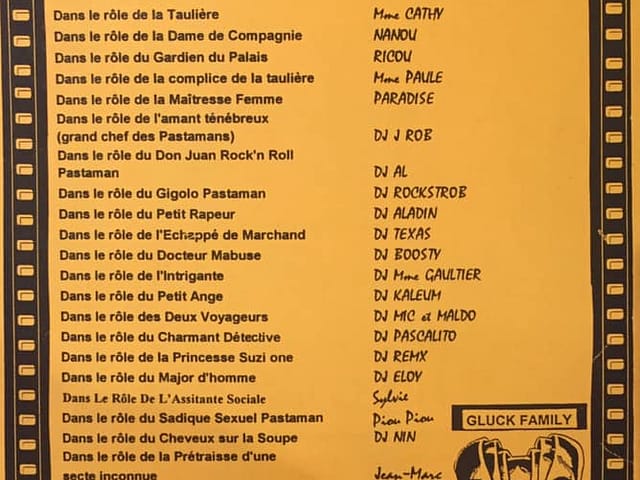 Dans le rôle de la Taulière Mme CATHY
Dans le rôle de la Dame de Compagnie NANOU
Dans le rôle du Gardien du Palais RICOU
Dans le rôle de la complice de la taulière Mme PAULE
Dans le rôle de la Maîtresse Femme PARADISE
Dans le rôle de l'amant ténébreux
(grand chef des Pastamans) DJ J ROB
Dans le rôle du Don Juan Rock'n Roll
Pastaman DJ AL
Dans le rôle du Gigolo Pastaman DJ ROCKSTROB
Dans le rôle du Petit Rapeur DJ ALADIN
Dans le rôle de l'Echappé de Marchand DJ TEXAS
Dans le rôle du Docteur Mabuse DJ BOOSTY
Dans le rôle de l'Intrigante DJ Mme GAULTIER
Dans le rôle du Petit Ange DJ KALEUM
Dans le rôle des Deux Voyageurs DJ MIC et MALDO
Dans le rôle du Charmant Détective DJ PASCALITO
Dans le rôle de la Princesse Suzi one DJ REMX
Dans le rôle du Major d'homme DJ ELOY
Dans Le Rôle De L'Assitante Sociale Sylvie
Dans le rôle du Sadique Sexuel Pastaman Piou Piou
Dans le rôle du Cheveux sur la Soupe DJ NIN
Dans le rôle de la Prétraisse d'une
secte inconnue Jean-Marc
GLUCK FAMILY